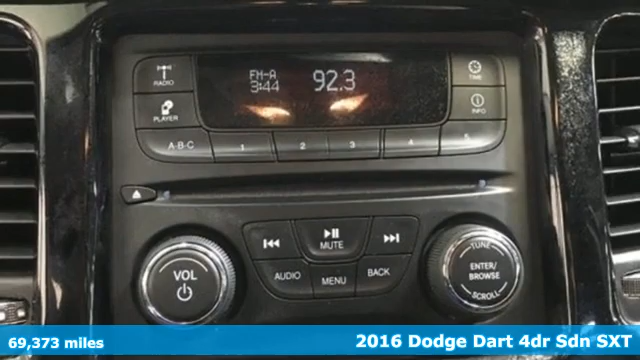 RADIO
FM-A
3:44
92.3
TIME
PLAYER
INFO
A-B-C 1 2 3 4 5
MUTE
AUDIO MENU BACK
VOL
TUNE
ENTER/
BROWSE
SCROLL
69,373 miles
2016 Dodge Dart 4dr Sdn SXT